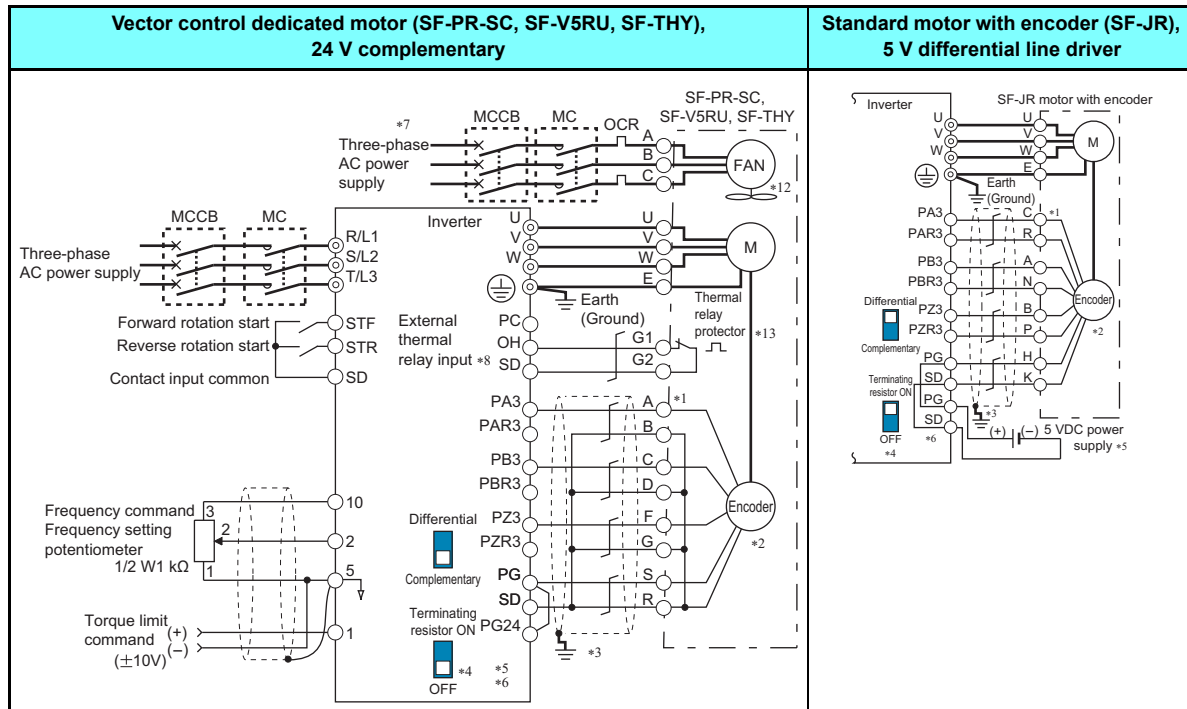 Vector control dedicated motor (SF-PR-SC, SF-V5RU, SF-THY),
24 V complementary
Standard motor with encoder (SF-JR),
5 V differential line driver
SF-PR-SC,
SF-V5RU, SF-THY
*7
MCCB
MC
OCR
Three-phase
AC power
supply
A
B
C
FAN
*12
MCCB
MC
Three-phase
AC power supply
R/L1
S/L2
T/L3
Inverter
U
V
W
U
V
W
E
M
Earth
(Ground)
Forward rotation start
Reverse rotation start
Contact input common
STF
STR
SD
External
thermal
relay input *8
PC
OH
SD
G1
G2
Thermal
relay
protector
*13
PA3
PAR3
PB3
PBR3
PZ3
PZR3
PG
SD
PG24
A
B
C
D
F
G
S
R
*1
Encoder
*2
*3
Differential
Complementary
Terminating
resistor ON
OFF
*4
*5
*6
Frequency command
Frequency setting
potentiometer
1/2 W1 kΩ
3
2
1
10
2
5
1
Torque limit
command
(±10V)
(+)
(−)
Inverter
SF-JR motor with encoder
U
V
W
U
V
W
E
M
Earth
(Ground)
PA3
PAR3
PB3
PBR3
PZ3
PZR3
PG
SD
PG
SD
C
R
A
N
B
P
H
K
*1
Encoder
*2
Differential
Complementary
Terminating
resistor ON
OFF
*4
*6
*3
(+)
(−)
5 VDC power
supply *5